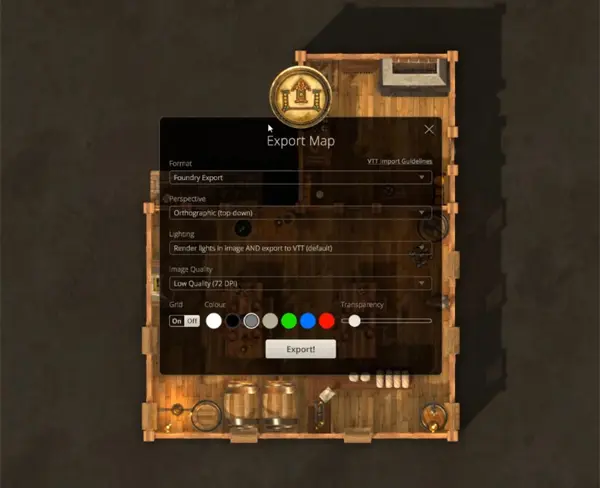 Export Map
Format
VTT Import Guidelines
Foundry Export
Perspective
Orthographic (top-down)
Lighting
Render lights in image AND export to VTT (default)
Image Quality
Low Quality (72 DPI)
Grid Colour Transparency
On Off
Export!